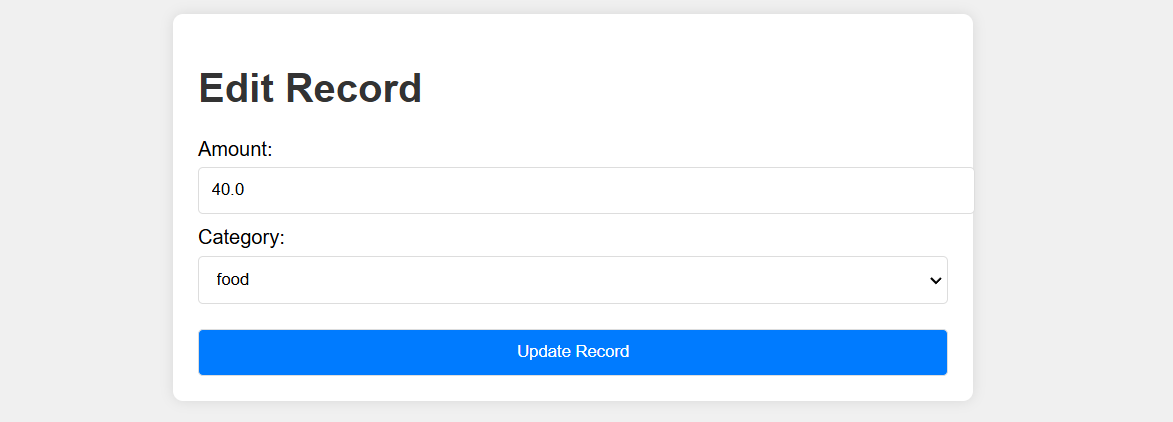 Edit Record
Amount:
40.0
Category:
food
Update Record